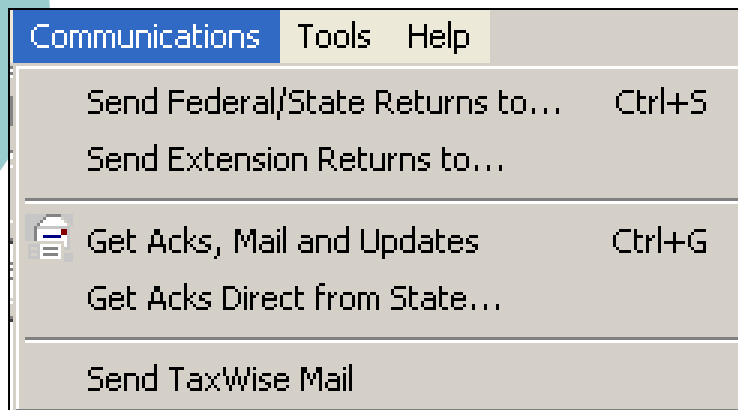 Communications Tools Help
Send Federal/State Returns to... Ctrl+S
Send Extension Returns to...
Get Acks, Mail and Updates Ctrl+G
Get Acks Direct from State...
Send TaxWise Mail